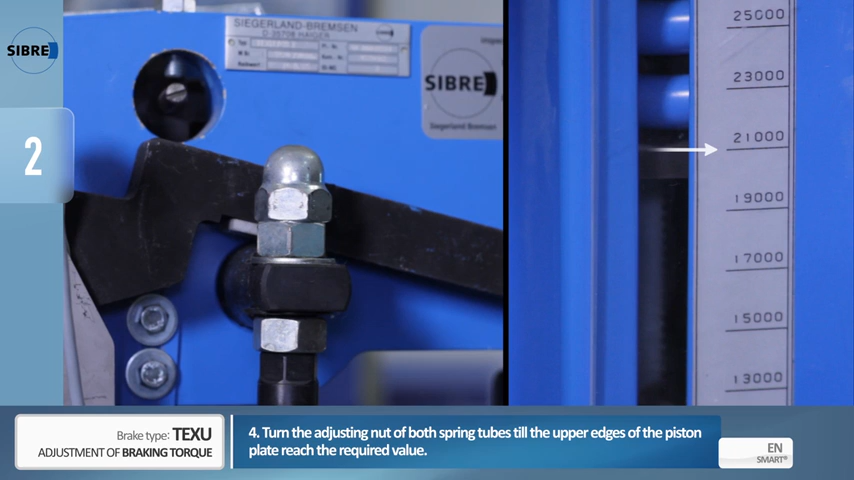 SIBRE
2
SIEGERLAND-BREMSEN
D-35708 HAIGER
SIBRE
Siegerland Bremsen
25000
23000
21000
19000
17000
15000
13000
Brake type: TEXU
ADJUSTMENT OF BRAKING TORQUE
4. Turn the adjusting nut of both spring tubes till the upper edges of the piston
plate reach the required value.
EN
SMART®